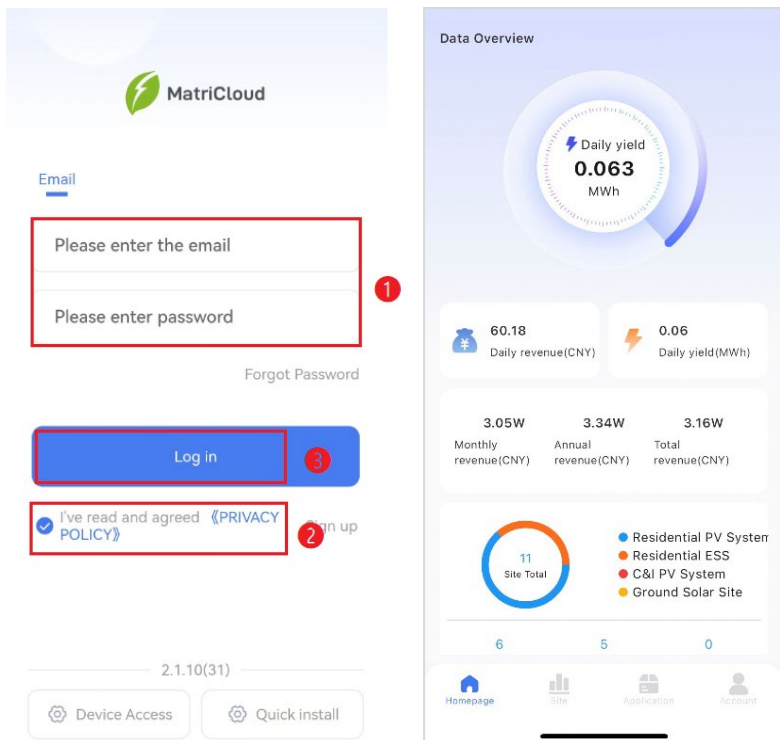 MatriCloud
Email
Please enter the email
1
Please enter password
Forgot Password
Log in
3
I've read and agreed 《PRIVACY
POLICY》
2
Sign up
2.1.10(31)
Device Access
Quick install
Data Overview
Daily yield
0.063
MWh
60.18
Daily revenue(CNY)
0.06
Daily yield(MWh)
3.05W
Monthly
revenue(CNY)
3.34W
Annual
revenue(CNY)
3.16W
Total
revenue(CNY)
11
Site Total
Residential PV System
Residential ESS
C&I PV System
Ground Solar Site
6 5 0
Homepage Site Application Account